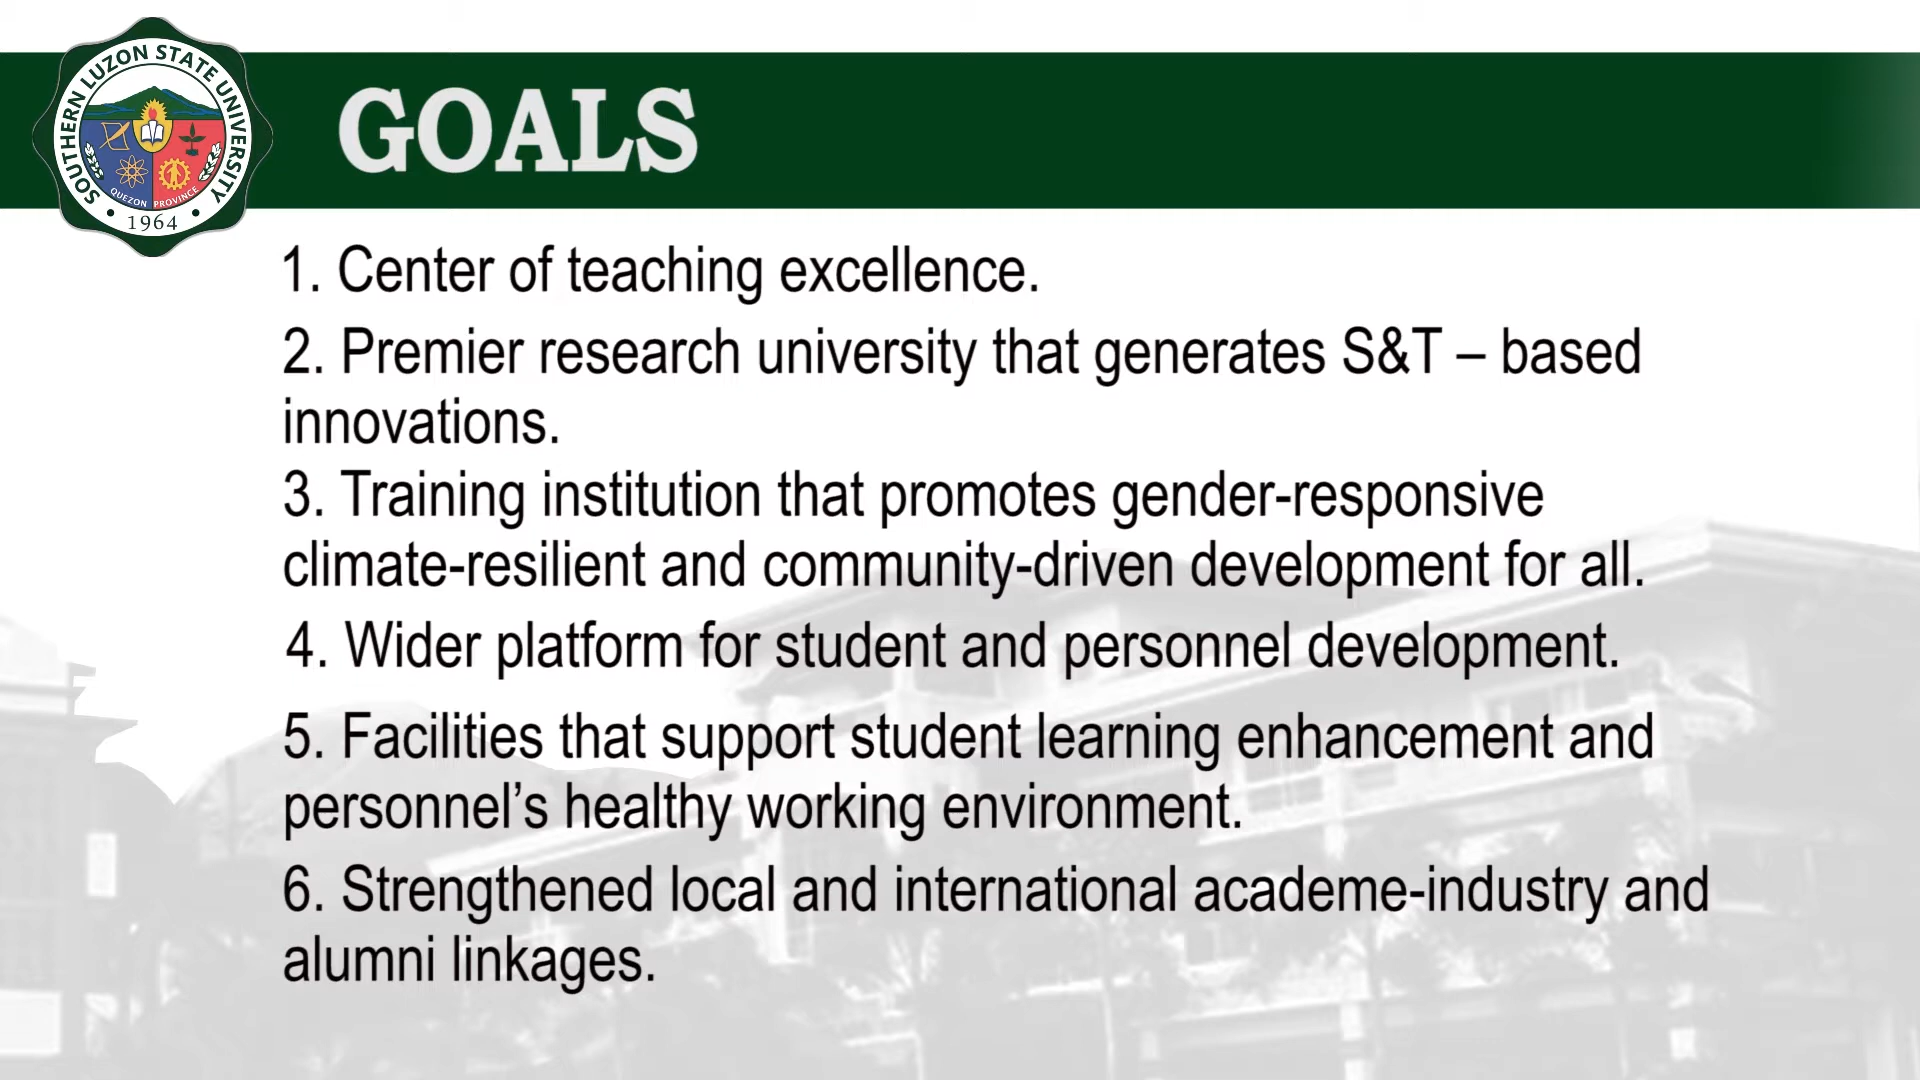 SOUTHERN LUZON STATE UNIVERSITY
QUEZON PROVINCE
• 1964 •
GOALS
1. Center of teaching excellence.
2. Premier research university that generates S&T – based
innovations.
3. Training institution that promotes gender-responsive
climate-resilient and community-driven development for all.
4. Wider platform for student and personnel development.
5. Facilities that support student learning enhancement and
personnel’s healthy working environment.
6. Strengthened local and international academe-industry and
alumni linkages.